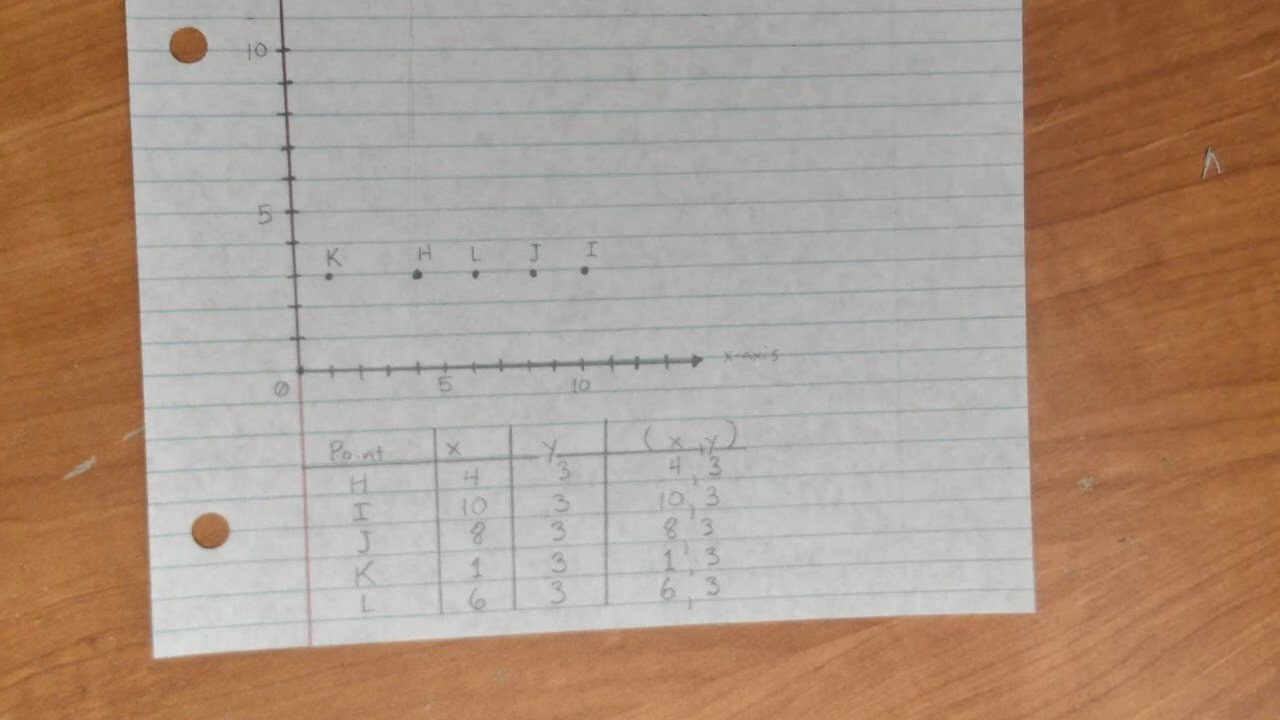 10
5
K H L J I
x-axis
0 5 10
Point x y (x,y)
H 4 3 4,3
I 10 3 10,3
J 8 3 8,3
K 1 3 1,3
L 6 3 6,3